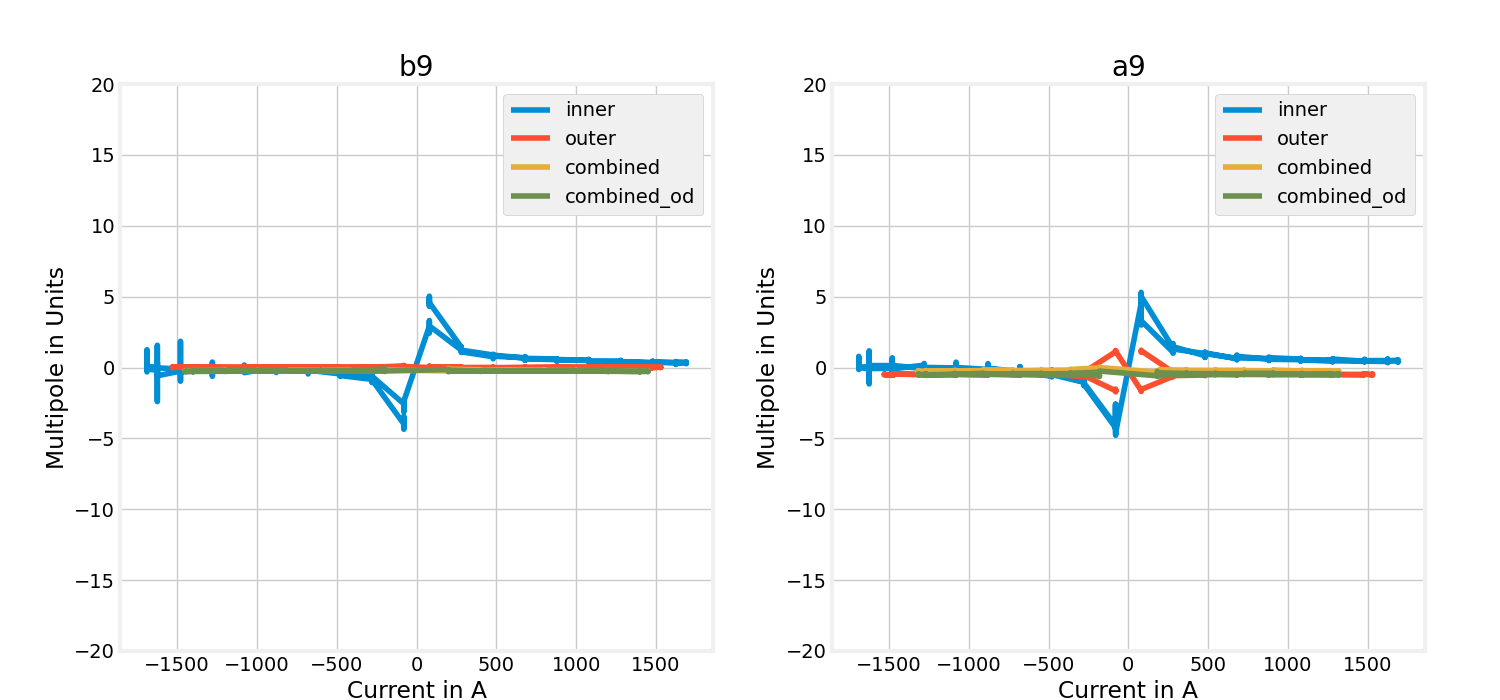 b9
Multipole in Units
20
15
10
5
0
−5
−10
−15
−20
inner
outer
combined
combined_od
−1500 −1000 −500 0 500 1000 1500
Current in A
a9
Multipole in Units
20
15
10
5
0
−5
−10
−15
−20
inner
outer
combined
combined_od
−1500 −1000 −500 0 500 1000 1500
Current in A